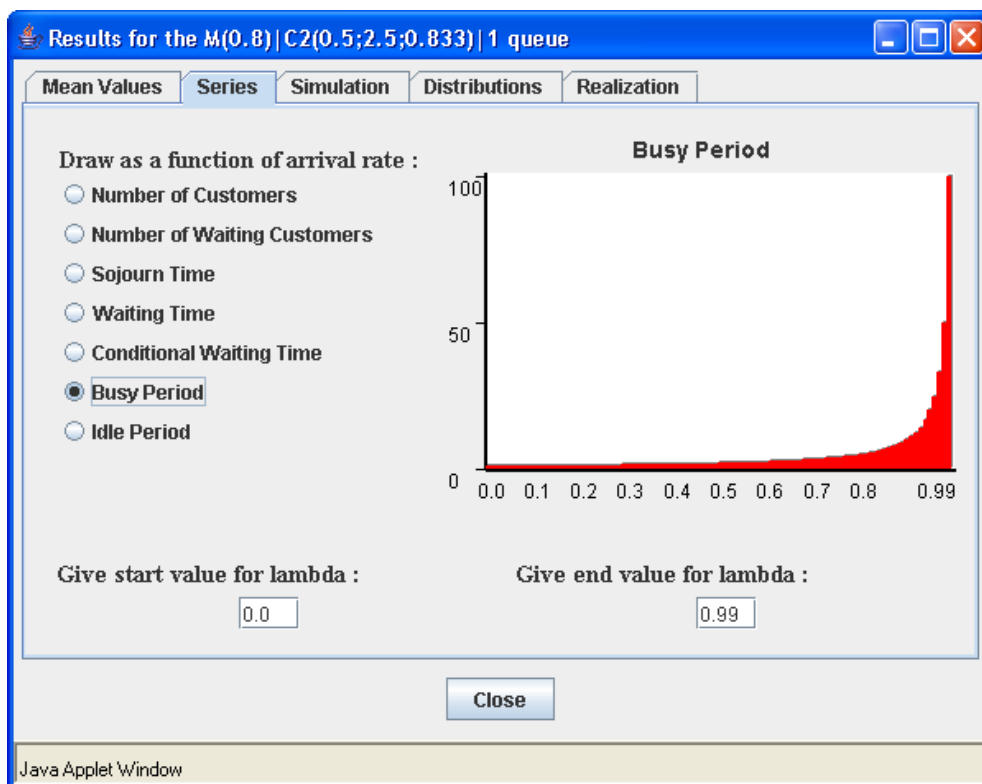 Results for the M(0.8)|C2(0.5;2.5;0.833)|1 queue
Mean Values Series Simulation Distributions Realization
Draw as a function of arrival rate :
Number of Customers
Number of Waiting Customers
Sojourn Time
Waiting Time
Conditional Waiting Time
Busy Period
Idle Period
Busy Period
100
50
0
0.0 0.1 0.2 0.3 0.4 0.5 0.6 0.7 0.8 0.99
Give start value for lambda :
0.0
Give end value for lambda :
0.99
Close
Java Applet Window